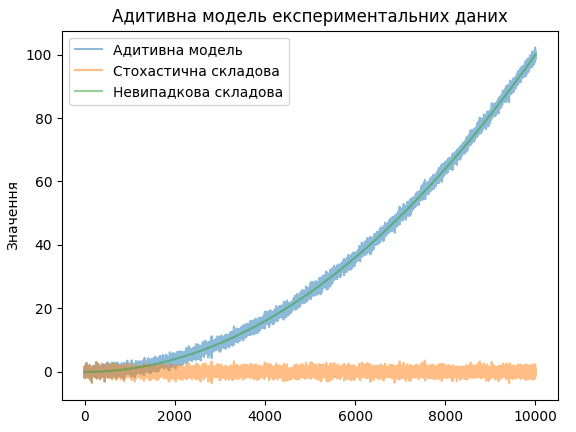 Адитивна модель експериментальних даних
Адитивна модель
Стохастична складова
Невипадкова складова
Значення
100
80
60
40
20
0
0 2000 4000 6000 8000 10000